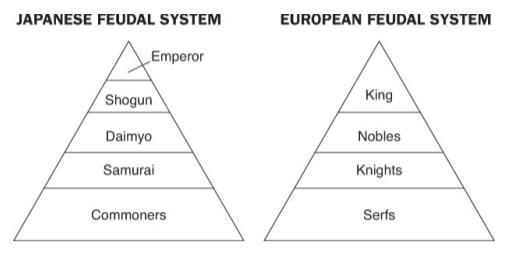 JAPANESE FEUDAL SYSTEM
Emperor
Shogun
Daimyo
Samurai
Commoners
EUROPEAN FEUDAL SYSTEM
King
Nobles
Knights
Serfs